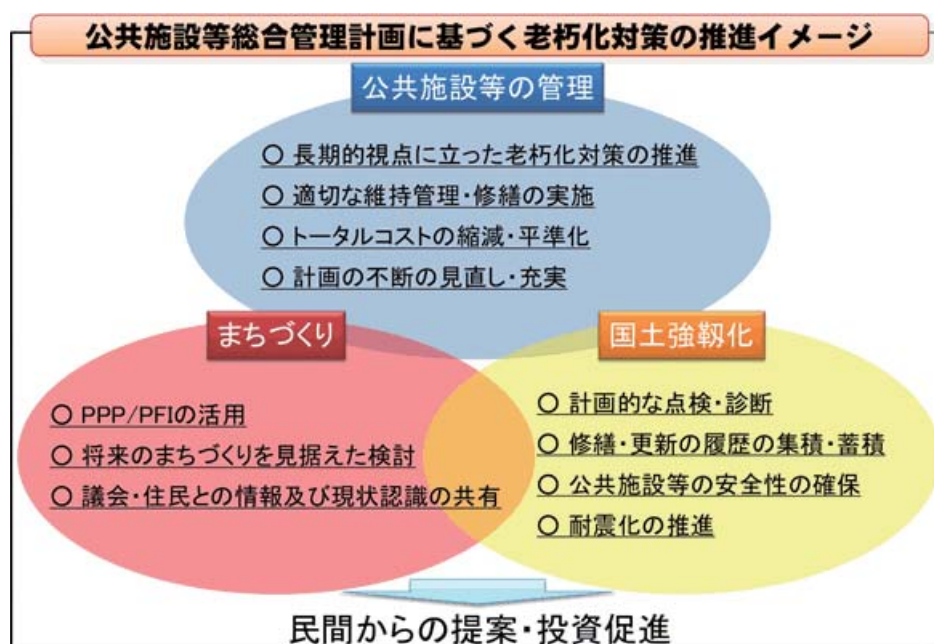 公共施設等総合管理計画に基づく老朽化対策の推進イメージ
公共施設等の管理
○ 長期的視点に立った老朽化対策の推進
○ 適切な維持管理・修繕の実施
○ トータルコストの縮減・平準化
○ 計画の不断の見直し・充実
まちづくり
○ PPP/PFIの活用
○ 将来のまちづくりを見据えた検討
○ 議会・住民との情報及び現状認識の共有
国土強靱化
○ 計画的な点検・診断
○ 修繕・更新の履歴の集積・蓄積
○ 公共施設等の安全性の確保
○ 耐震化の推進
民間からの提案・投資促進